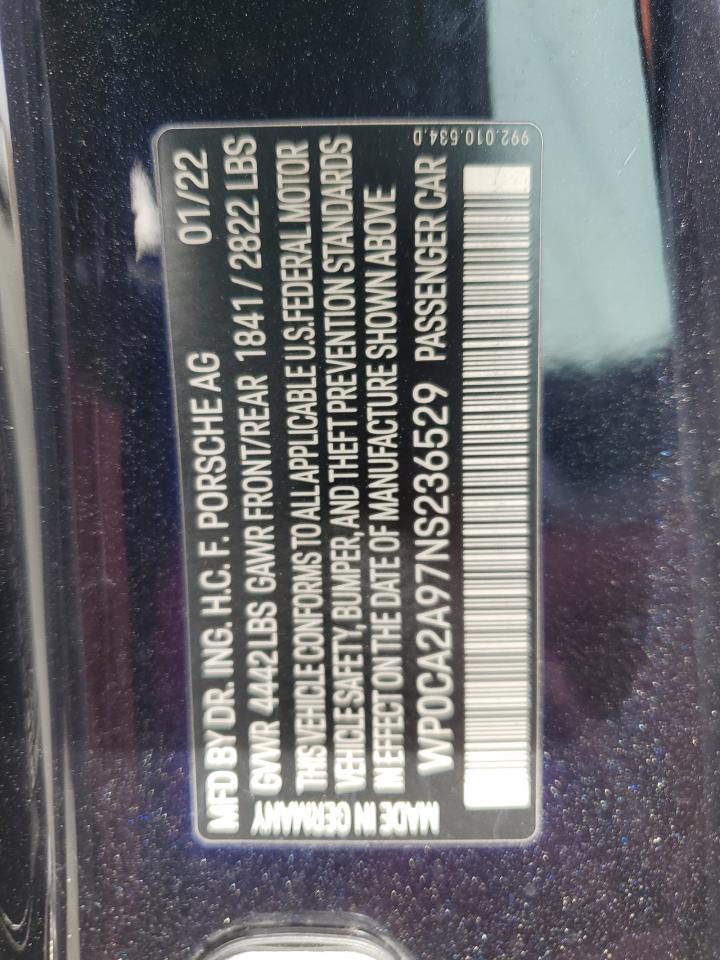 MFD BY DR. ING. H.C. F. PORSCHE AG 01/22
GVWR 4442 LBS GAWR FRONT/REAR 1841 / 2822 LBS
THIS VEHICLE CONFORMS TO ALL APPLICABLE U.S. FEDERAL MOTOR
VEHICLE SAFETY, BUMPER, AND THEFT PREVENTION STANDARDS
IN EFFECT ON THE DATE OF MANUFACTURE SHOWN ABOVE
WP0CA2A97NS236529 PASSENGER CAR
MADE IN GERMANY
992.010.534.D